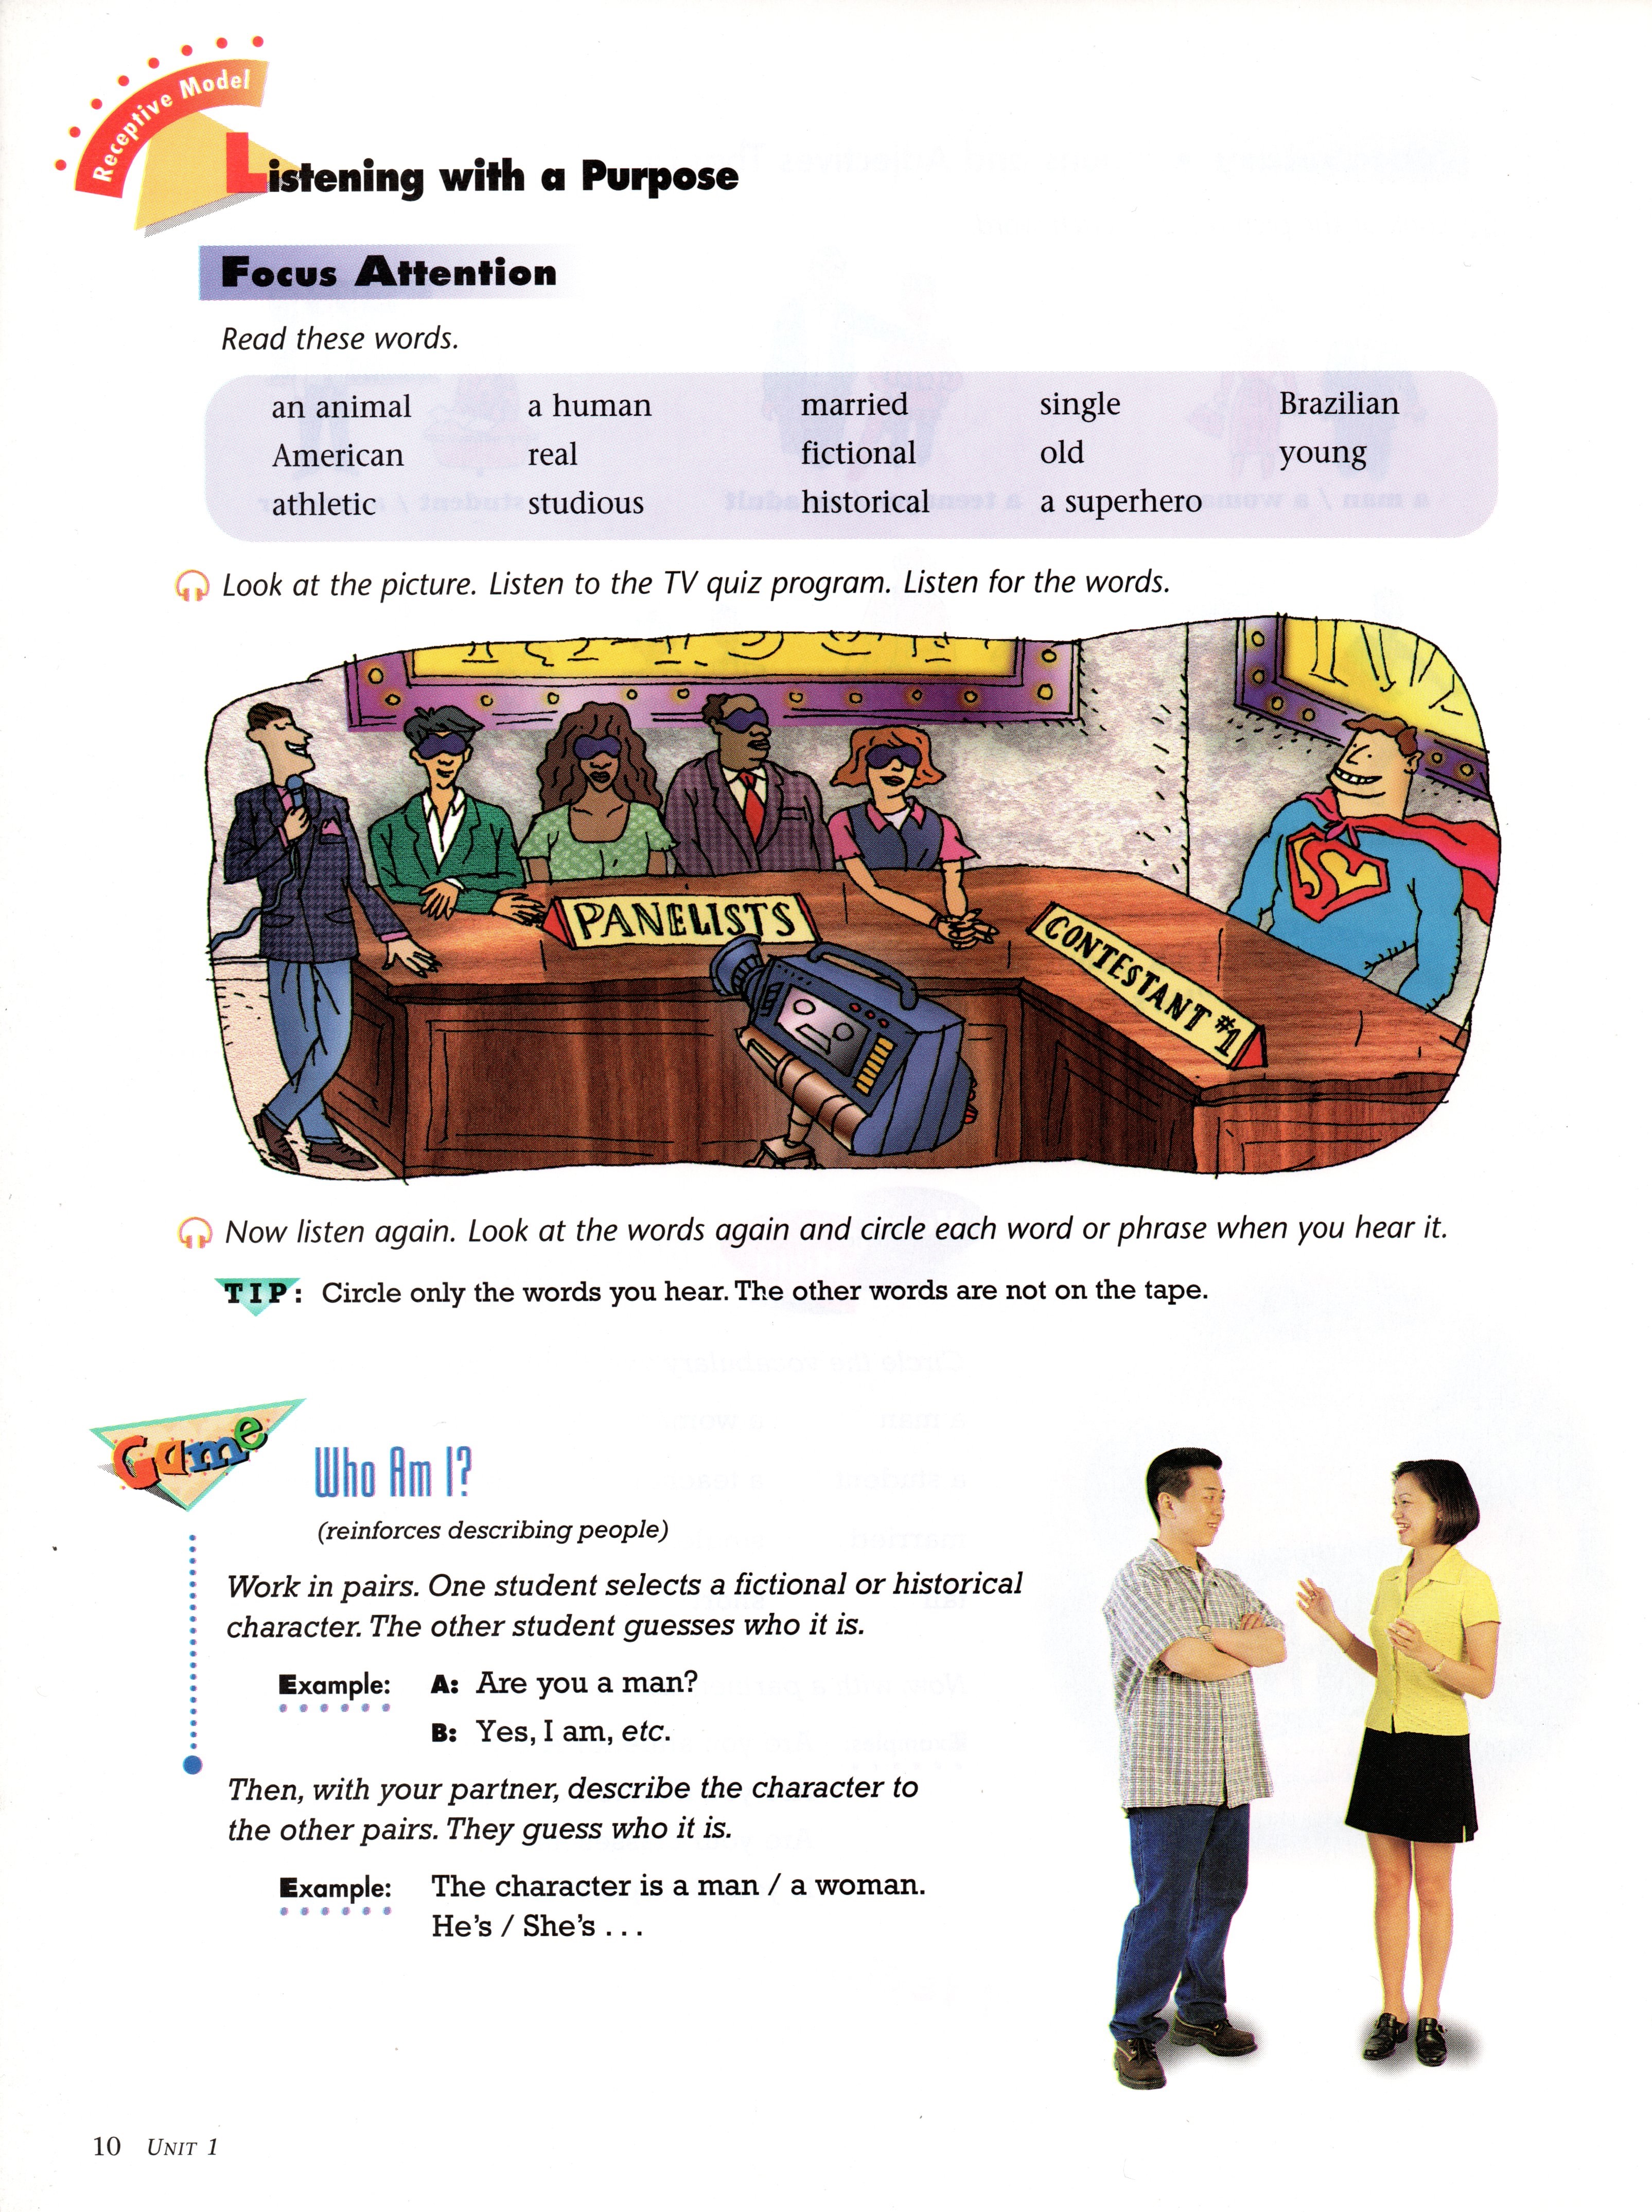 Receptive Model
Listening with a Purpose
Focus Attention
Read these words.
an animal a human married single Brazilian
American real fictional old young
athletic studious historical a superhero
Look at the picture. Listen to the TV quiz program. Listen for the words.
PANELISTS
CONTESTANT #1
S
Now listen again. Look at the words again and circle each word or phrase when you hear it.
TIP: Circle only the words you hear. The other words are not on the tape.
Game
Who Am I?
(reinforces describing people)
Work in pairs. One student selects a fictional or historical
character. The other student guesses who it is.
Example: A: Are you a man?
B: Yes, I am, etc.
Then, with your partner, describe the character to
the other pairs. They guess who it is.
Example: The character is a man / a woman.
He's / She's . . .
10 UNIT 1